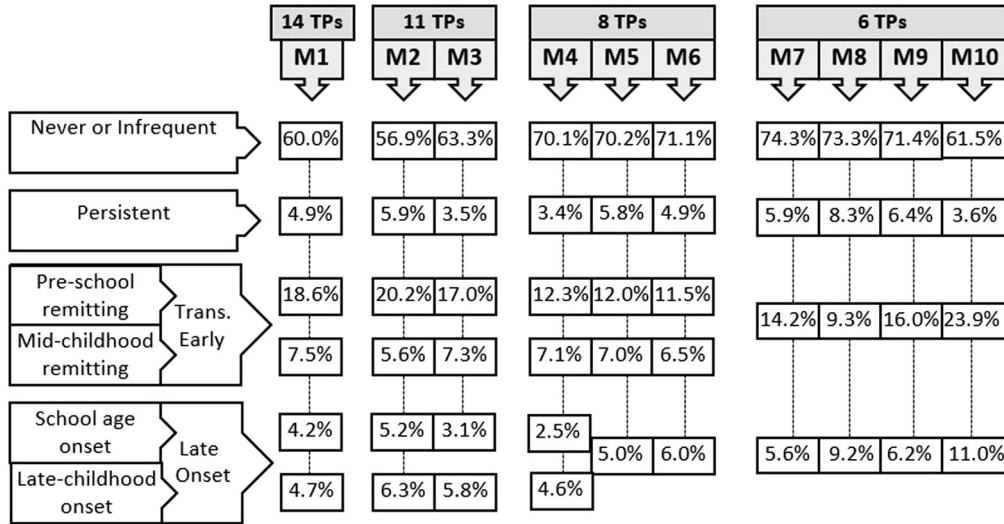 14 TPs 11 TPs 8 TPs 6 TPs
M1 M2 M3 M4 M5 M6 M7 M8 M9 M10
Never or Infrequent 60.0% 56.9% 63.3% 70.1% 70.2% 71.1% 74.3% 73.3% 71.4% 61.5%
Persistent 4.9% 5.9% 3.5% 3.4% 5.8% 4.9% 5.9% 8.3% 6.4% 3.6%
Pre-school
remitting
Mid-childhood
remitting
Trans.
Early
18.6% 20.2% 17.0% 12.3% 12.0% 11.5%
14.2% 9.3% 16.0% 23.9%
7.5% 5.6% 7.3% 7.1% 7.0% 6.5%
School age
onset
Late-childhood
onset
Late
Onset
4.2% 5.2% 3.1% 2.5%
5.0% 6.0% 5.6% 9.2% 6.2% 11.0%
4.7% 6.3% 5.8% 4.6%